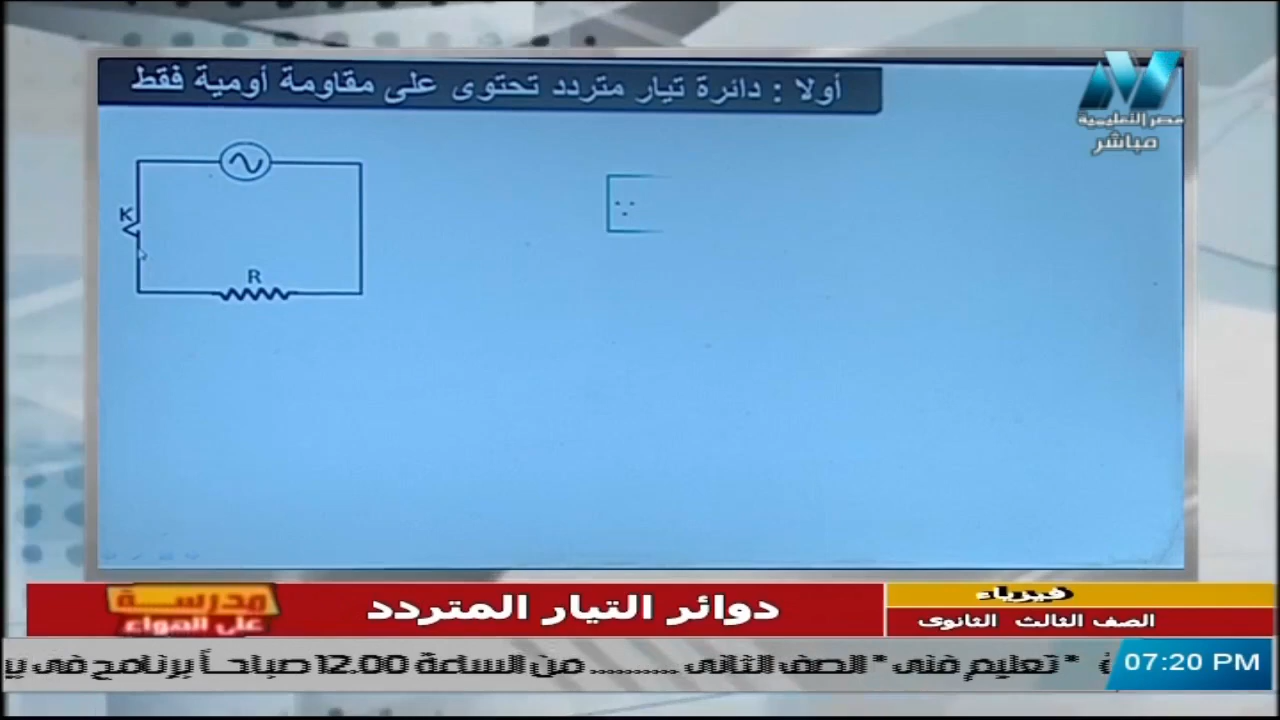 أولا : دائرة تيار متردد تحتوى على مقاومة أومية فقط
مصر التعليمية
مباشر
K
R
فيزياء
دوائر التيار المتردد
الصف الثالث الثانوى
مدرسة
على الهواء
07:20 PM
* تعليم فنى * الصف الثانى .......... من الساعة 12.00 صباحاً برنامج فى